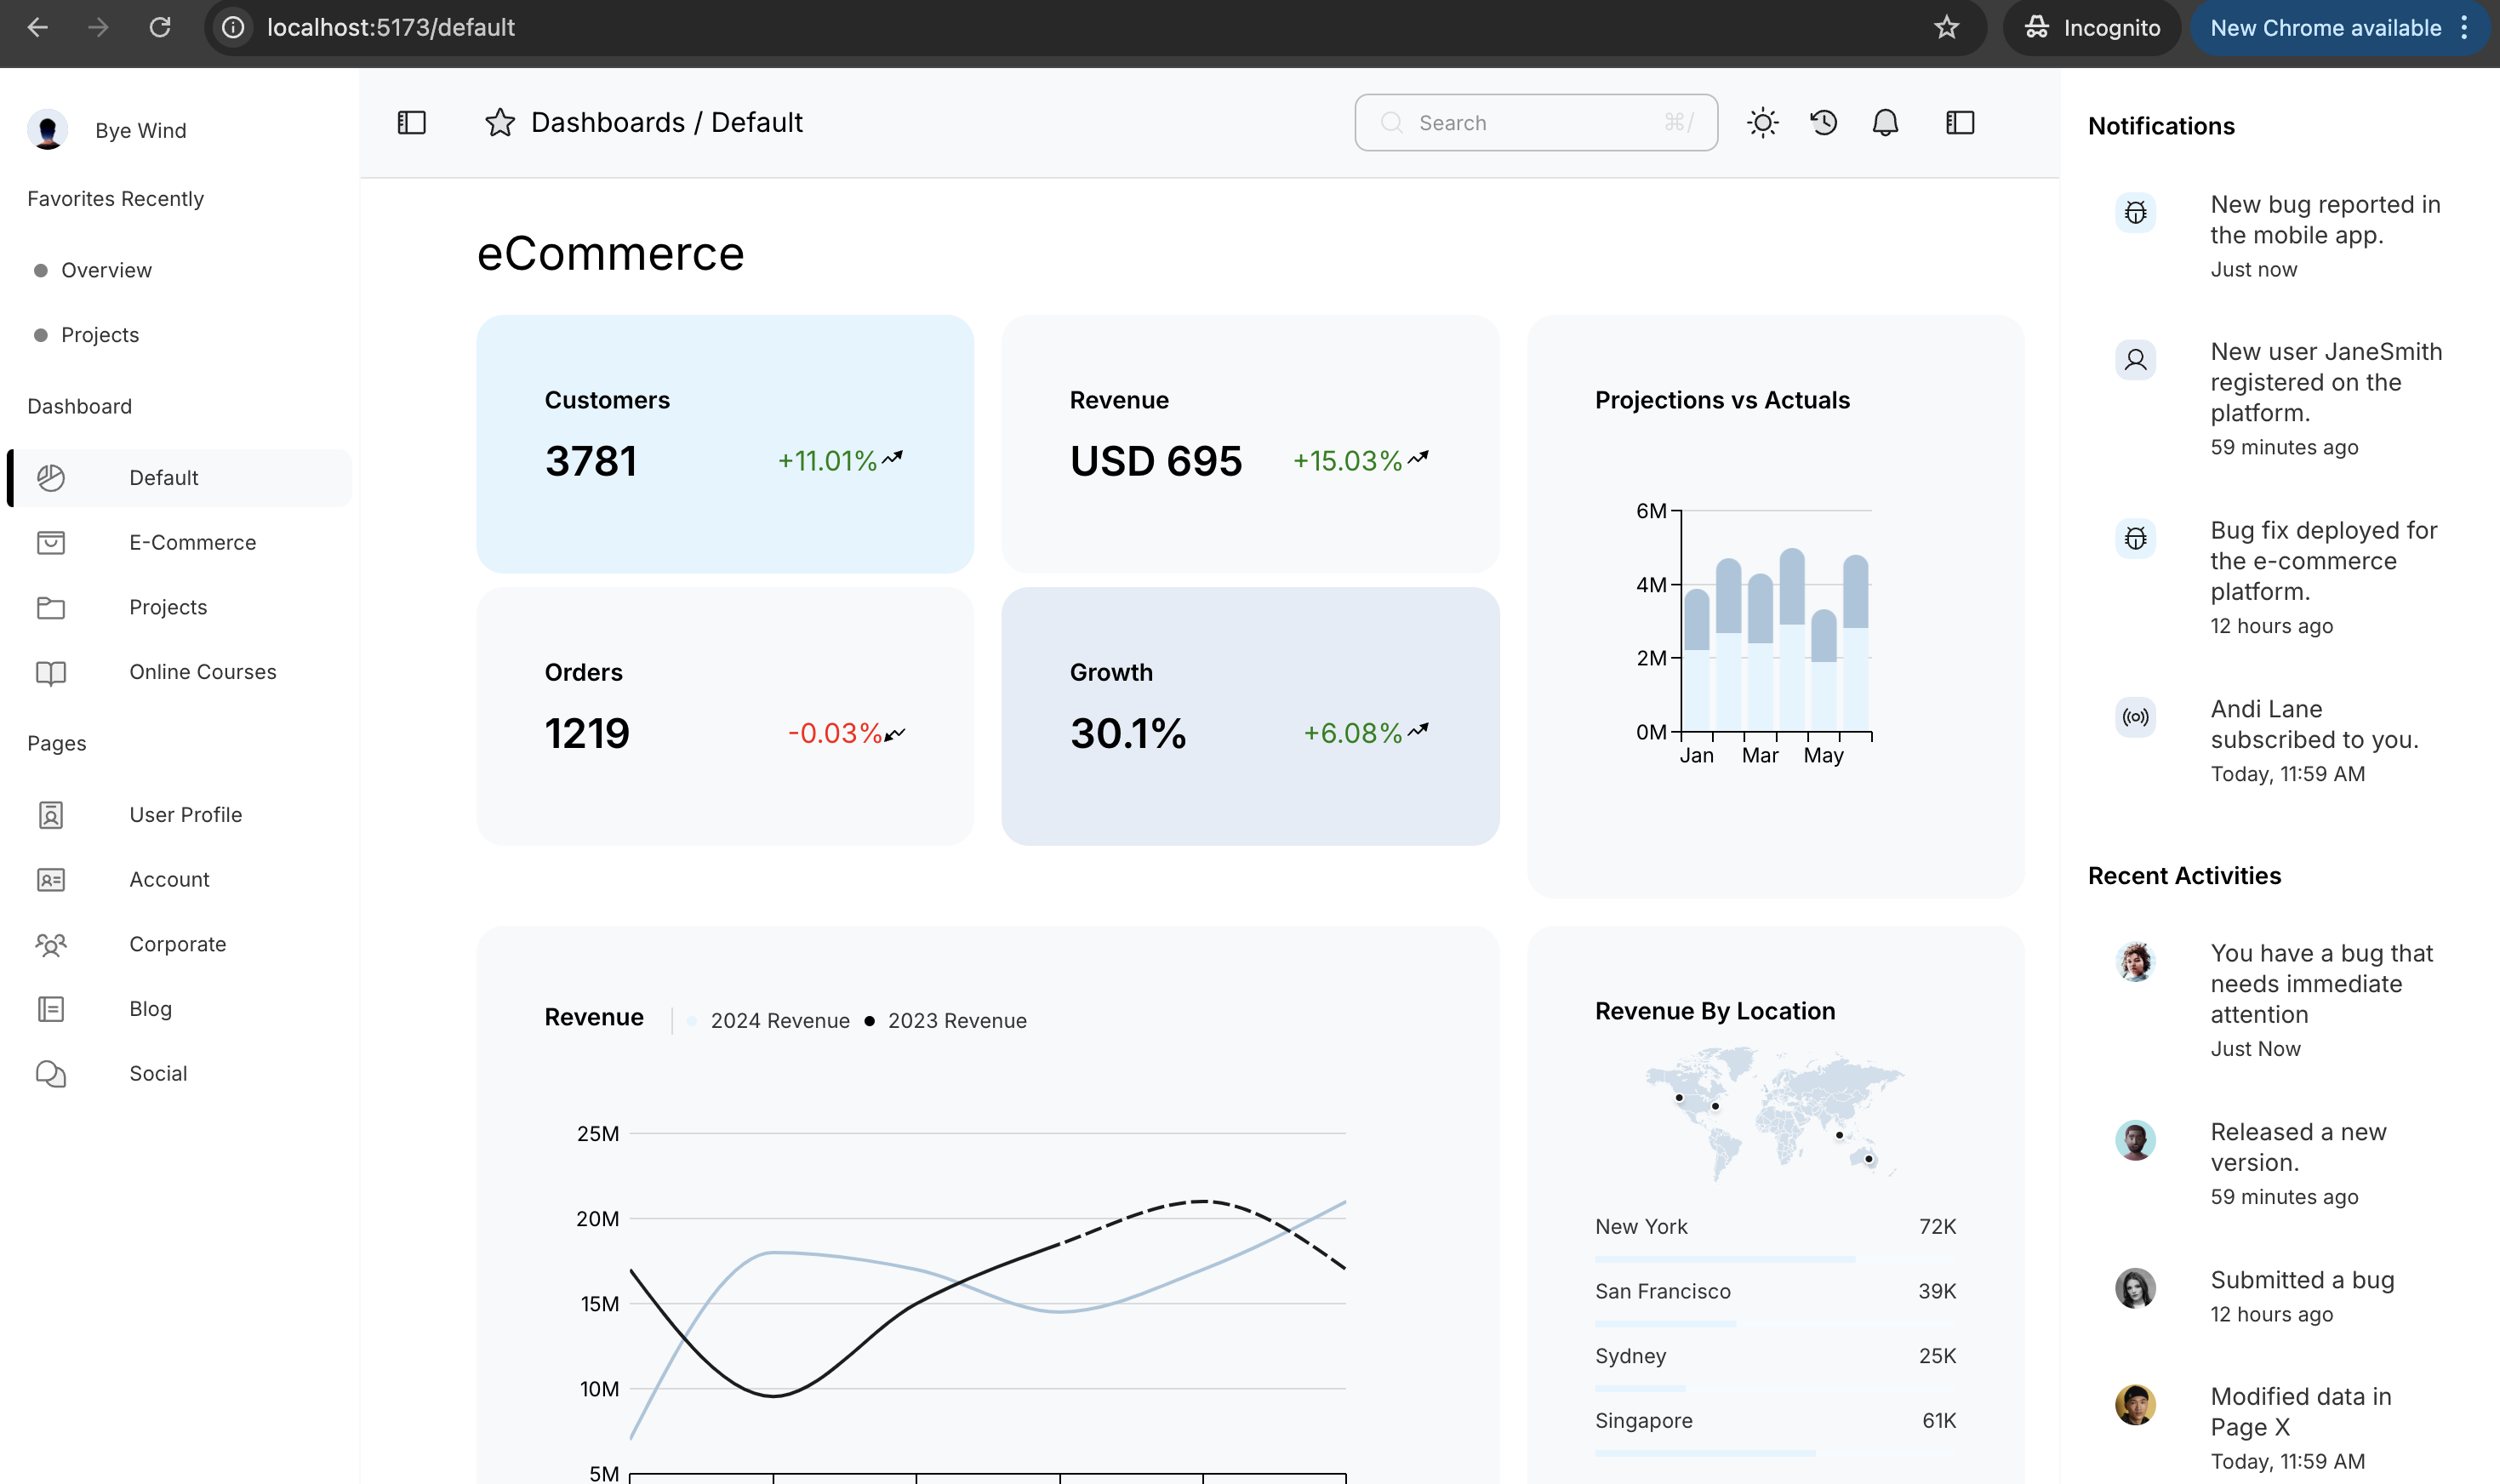 localhost:5173/default
Incognito
New Chrome available
Bye Wind
Favorites Recently
Overview
Projects
Dashboard
Default
E-Commerce
Projects
Online Courses
Pages
User Profile
Account
Corporate
Blog
Social
Dashboards / Default
Search ⌘/
eCommerce
Customers
3781 +11.01%
Revenue
USD 695 +15.03%
Orders
1219 -0.03%
Growth
30.1% +6.08%
Projections vs Actuals
6M
4M
2M
0M
Jan Mar May
Revenue 2024 Revenue 2023 Revenue
25M
20M
15M
10M
5M
Revenue By Location
New York 72K
San Francisco 39K
Sydney 25K
Singapore 61K
Notifications
New bug reported in
the mobile app.
Just now
New user JaneSmith
registered on the
platform.
59 minutes ago
Bug fix deployed for
the e-commerce
platform.
12 hours ago
Andi Lane
subscribed to you.
Today, 11:59 AM
Recent Activities
You have a bug that
needs immediate
attention
Just Now
Released a new
version.
59 minutes ago
Submitted a bug
12 hours ago
Modified data in
Page X
Today, 11:59 AM